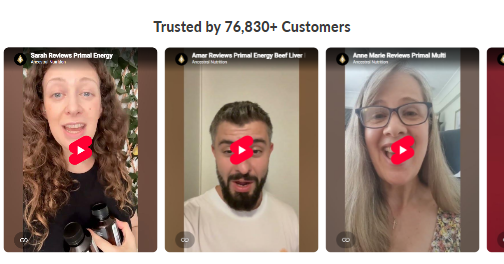 Trusted by 76,830+ Customers
Sarah Reviews Primal Energy
Ancestral Nutrition
Amar Reviews Primal Energy Beef Liver
Ancestral Nutrition
Anne Marie Reviews Primal Multi
Ancestral Nutrition